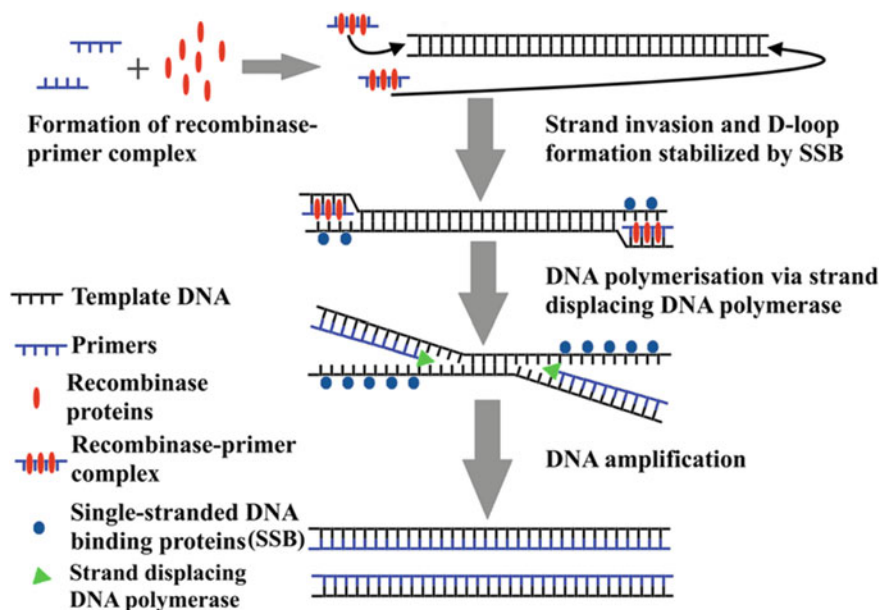 Formation of recombinase-
primer complex
Strand invasion and D-loop
formation stabilized by SSB
DNA polymerisation via strand
displacing DNA polymerase
Template DNA
Primers
Recombinase
proteins
Recombinase-primer
complex
Single-stranded DNA
binding proteins(SSB)
Strand displacing
DNA polymerase
DNA amplification